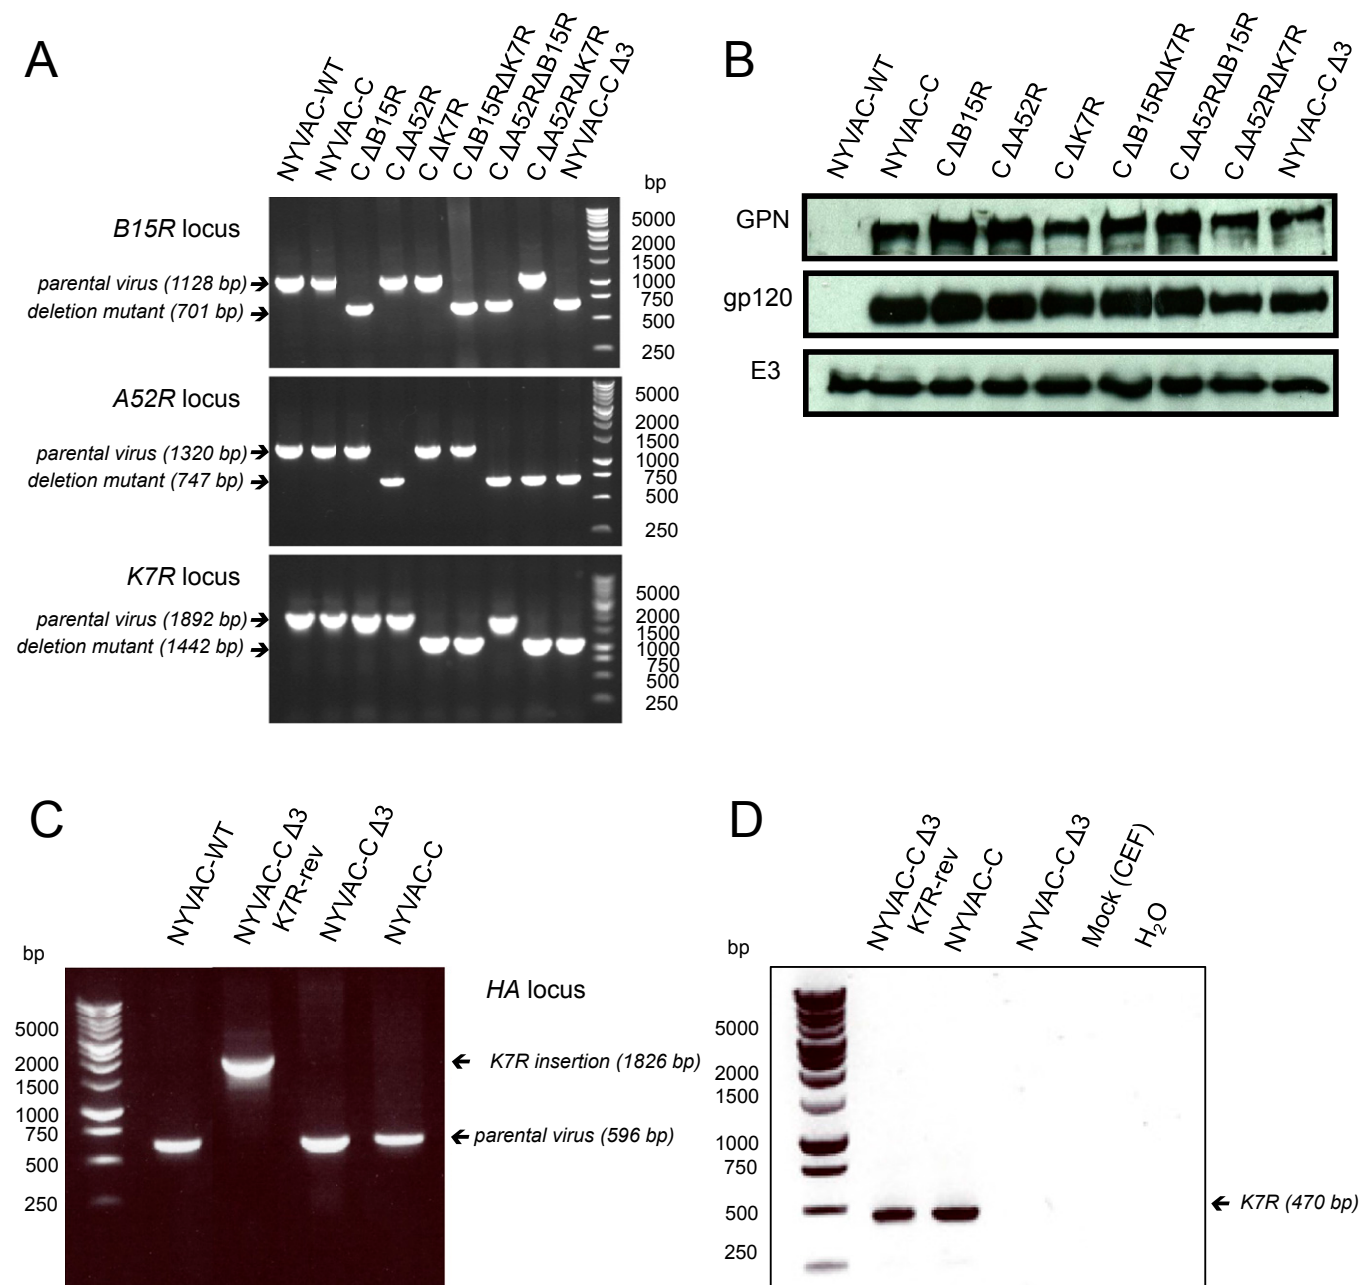 A
NYVAC-WT
NYVAC-C
C ΔB15R
C ΔA52R
C ΔK7R
C ΔB15RΔK7R
C ΔA52RΔB15R
C ΔA52RΔK7R
NYVAC-C Δ3
bp
B15R locus
parental virus (1128 bp)
deletion mutant (701 bp)
5000
2000
1500
1000
750
500
250
A52R locus
parental virus (1320 bp)
deletion mutant (747 bp)
5000
2000
1500
1000
750
500
250
K7R locus
parental virus (1892 bp)
deletion mutant (1442 bp)
5000
2000
1500
1000
750
500
250
B
NYVAC-WT
NYVAC-C
C ΔB15R
C ΔA52R
C ΔK7R
C ΔB15RΔK7R
C ΔA52RΔB15R
C ΔA52RΔK7R
NYVAC-C Δ3
GPN
gp120
E3
C
NYVAC-WT
NYVAC-C Δ3
K7R-rev
NYVAC-C Δ3
NYVAC-C
bp
5000
2000
1500
1000
750
500
250
HA locus
K7R insertion (1826 bp)
parental virus (596 bp)
D
NYVAC-C Δ3
K7R-rev
NYVAC-C
NYVAC-C Δ3
Mock (CEF)
H₂O
bp
5000
2000
1500
1000
750
500
250
K7R (470 bp)